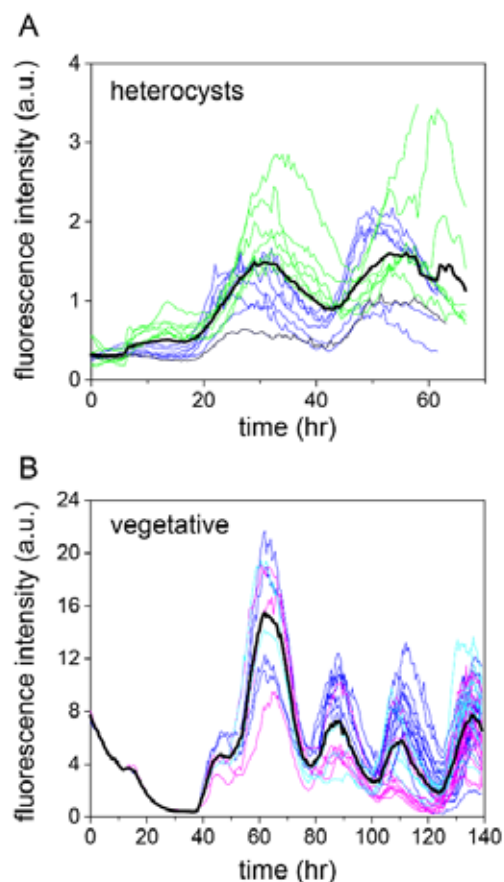 A
fluorescence intensity (a.u.)
heterocysts
4
3
2
1
0
0 20 40 60
time (hr)
B
fluorescence intensity (a.u.)
vegetative
24
20
16
12
8
4
0
0 20 40 60 80 100 120 140
time (hr)